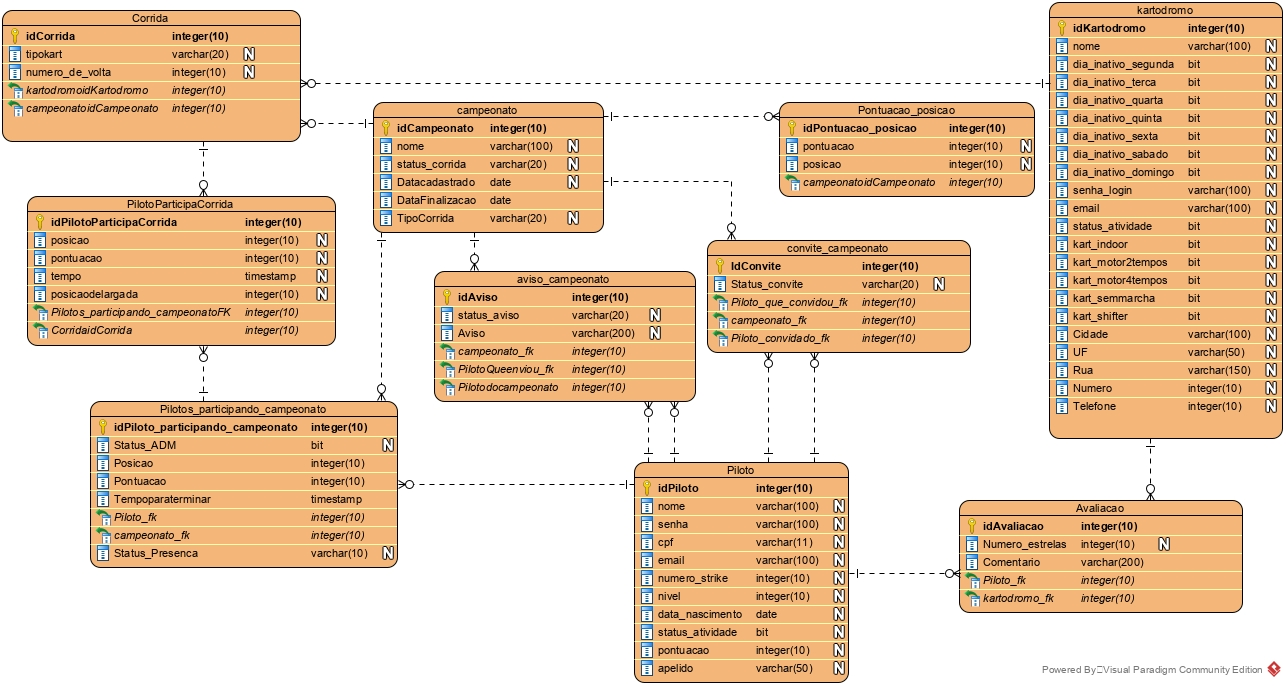 Corrida
idCorrida integer(10)
tipokart varchar(20) N
numero_de_volta integer(10) N
kartodromoidKartodromo integer(10)
campeonatoidCampeonato integer(10)
kartodromo
idKartodromo integer(10)
nome varchar(100) N
dia_inativo_segunda bit N
dia_inativo_terca bit N
dia_inativo_quarta bit N
dia_inativo_quinta bit N
dia_inativo_sexta bit N
dia_inativo_sabado bit N
dia_inativo_domingo bit N
senha_login varchar(100) N
email varchar(100) N
status_atividade bit N
kart_indoor bit N
kart_motor2tempos bit N
kart_motor4tempos bit N
kart_semmarcha bit N
kart_shifter bit N
Cidade varchar(100) N
UF varchar(50) N
Rua varchar(150) N
Numero integer(10) N
Telefone integer(10) N
campeonato
idCampeonato integer(10)
nome varchar(100) N
status_corrida varchar(20) N
Datacadastrado date N
DataFinalizacao date
TipoCorrida varchar(20) N
Pontuacao_posicao
idPontuacao_posicao integer(10)
pontuacao integer(10) N
posicao integer(10) N
campeonatoidCampeonato integer(10)
PilotoParticipaCorrida
idPilotoParticipaCorrida integer(10)
posicao integer(10) N
pontuacao integer(10) N
tempo timestamp N
posicaodelargada integer(10) N
Pilotos_participando_campeonatoFK integer(10)
CorridaidCorrida integer(10)
convite_campeonato
IdConvite integer(10)
Status_convite varchar(20) N
Piloto_que_convidou_fk integer(10)
campeonato_fk integer(10)
Piloto_convidado_fk integer(10)
aviso_campeonato
idAviso integer(10)
status_aviso varchar(20) N
Aviso varchar(200) N
campeonato_fk integer(10)
PilotoQueenviou_fk integer(10)
Pilotodocampeonato integer(10)
Pilotos_participando_campeonato
idPiloto_participando_campeonato integer(10)
Status_ADM bit N
Posicao integer(10)
Pontuacao integer(10)
Tempoparaterminar timestamp
Piloto_fk integer(10)
campeonato_fk integer(10)
Status_Presenca varchar(10) N
Piloto
idPiloto integer(10)
nome varchar(100) N
senha varchar(100) N
cpf varchar(11) N
email varchar(100) N
numero_strike integer(10) N
nivel integer(10) N
data_nascimento date N
status_atividade bit N
pontuacao integer(10) N
apelido varchar(50) N
Avaliacao
idAvaliacao integer(10)
Numero_estrelas integer(10) N
Comentario varchar(200)
Piloto_fk integer(10)
kartodromo_fk integer(10)
Powered By Visual Paradigm Community Edition